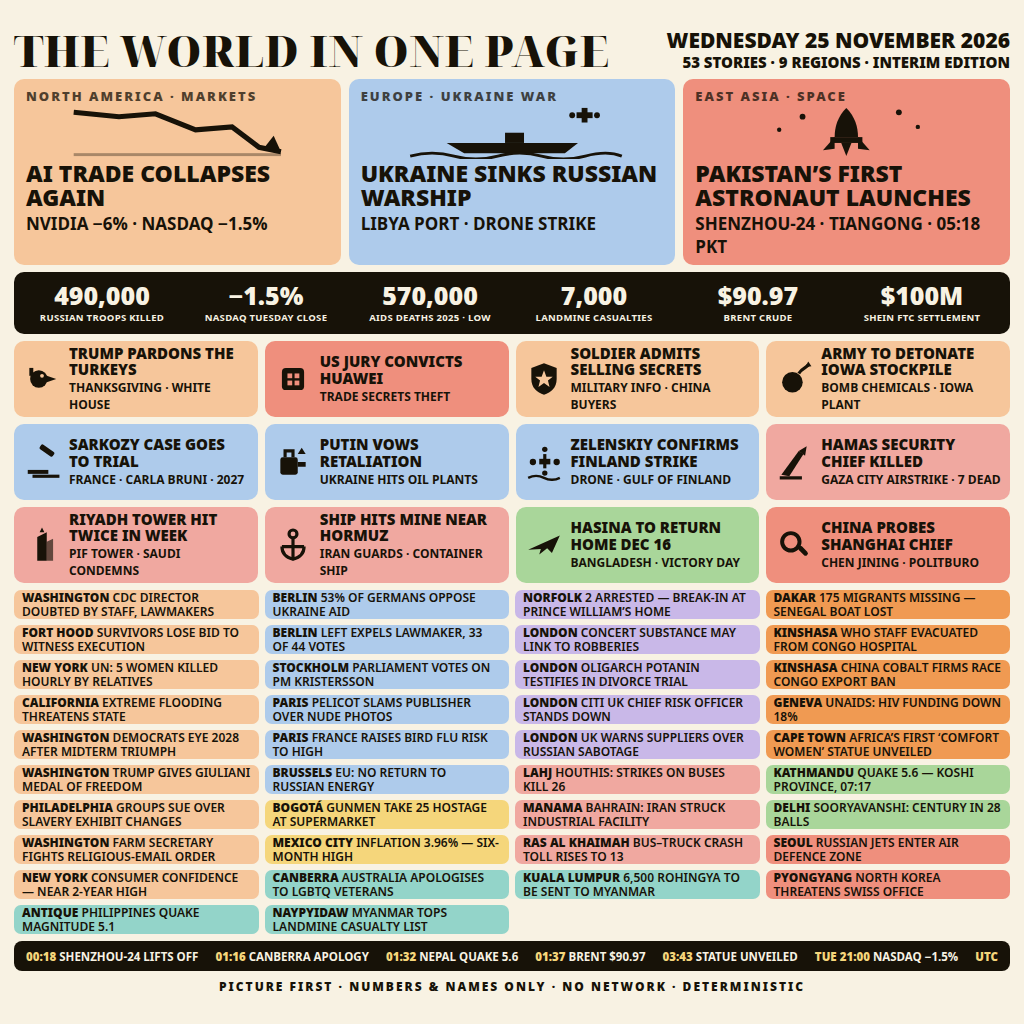 THE WORLD IN ONE PAGE
WEDNESDAY 25 NOVEMBER 2026
53 STORIES · 9 REGIONS · INTERIM EDITION
NORTH AMERICA · MARKETS
AI TRADE COLLAPSES
AGAIN
NVIDIA −6% · NASDAQ −1.5%
EUROPE · UKRAINE WAR
UKRAINE SINKS RUSSIAN
WARSHIP
LIBYA PORT · DRONE STRIKE
EAST ASIA · SPACE
PAKISTAN’S FIRST
ASTRONAUT LAUNCHES
SHENZHOU-24 · TIANGONG · 05:18
PKT
490,000
RUSSIAN TROOPS KILLED
−1.5%
NASDAQ TUESDAY CLOSE
570,000
AIDS DEATHS 2025 · LOW
7,000
LANDMINE CASUALTIES
$90.97
BRENT CRUDE
$100M
SHEIN FTC SETTLEMENT
TRUMP PARDONS THE
TURKEYS
THANKSGIVING · WHITE
HOUSE
US JURY CONVICTS
HUAWEI
TRADE SECRETS THEFT
SOLDIER ADMITS
SELLING SECRETS
MILITARY INFO · CHINA
BUYERS
ARMY TO DETONATE
IOWA STOCKPILE
BOMB CHEMICALS · IOWA
PLANT
SARKOZY CASE GOES
TO TRIAL
FRANCE · CARLA BRUNI · 2027
PUTIN VOWS
RETALIATION
UKRAINE HITS OIL PLANTS
ZELENSKIY CONFIRMS
FINLAND STRIKE
DRONE · GULF OF FINLAND
HAMAS SECURITY
CHIEF KILLED
GAZA CITY AIRSTRIKE · 7 DEAD
RIYADH TOWER HIT
TWICE IN WEEK
PIF TOWER · SAUDI
CONDEMNS
SHIP HITS MINE NEAR
HORMUZ
IRAN GUARDS · CONTAINER
SHIP
HASINA TO RETURN
HOME DEC 16
BANGLADESH · VICTORY DAY
CHINA PROBES
SHANGHAI CHIEF
CHEN JINING · POLITBURO
WASHINGTON CDC DIRECTOR
DOUBTED BY STAFF, LAWMAKERS
BERLIN 53% OF GERMANS OPPOSE
UKRAINE AID
NORFOLK 2 ARRESTED — BREAK-IN AT
PRINCE WILLIAM’S HOME
DAKAR 175 MIGRANTS MISSING —
SENEGAL BOAT LOST
FORT HOOD SURVIVORS LOSE BID TO
WITNESS EXECUTION
BERLIN LEFT EXPELS LAWMAKER, 33
OF 44 VOTES
LONDON CONCERT SUBSTANCE MAY
LINK TO ROBBERIES
KINSHASA WHO STAFF EVACUATED
FROM CONGO HOSPITAL
NEW YORK UN: 5 WOMEN KILLED
HOURLY BY RELATIVES
STOCKHOLM PARLIAMENT VOTES ON
PM KRISTERSSON
LONDON OLIGARCH POTANIN
TESTIFIES IN DIVORCE TRIAL
KINSHASA CHINA COBALT FIRMS RACE
CONGO EXPORT BAN
CALIFORNIA EXTREME FLOODING
THREATENS STATE
PARIS PELICOT SLAMS PUBLISHER
OVER NUDE PHOTOS
LONDON CITI UK CHIEF RISK OFFICER
STANDS DOWN
GENEVA UNAIDS: HIV FUNDING DOWN
18%
WASHINGTON DEMOCRATS EYE 2028
AFTER MIDTERM TRIUMPH
PARIS FRANCE RAISES BIRD FLU RISK
TO HIGH
LONDON UK WARNS SUPPLIERS OVER
RUSSIAN SABOTAGE
CAPE TOWN AFRICA’S FIRST ‘COMFORT
WOMEN’ STATUE UNVEILED
WASHINGTON TRUMP GIVES GIULIANI
MEDAL OF FREEDOM
BRUSSELS EU: NO RETURN TO
RUSSIAN ENERGY
LAHJ HOUTHIS: STRIKES ON BUSES
KILL 26
KATHMANDU QUAKE 5.6 — KOSHI
PROVINCE, 07:17
PHILADELPHIA GROUPS SUE OVER
SLAVERY EXHIBIT CHANGES
BOGOTÁ GUNMEN TAKE 25 HOSTAGE
AT SUPERMARKET
MANAMA BAHRAIN: IRAN STRUCK
INDUSTRIAL FACILITY
DELHI SOORYAVANSHI: CENTURY IN 28
BALLS
WASHINGTON FARM SECRETARY
FIGHTS RELIGIOUS-EMAIL ORDER
MEXICO CITY INFLATION 3.96% — SIX-
MONTH HIGH
RAS AL KHAIMAH BUS–TRUCK CRASH
TOLL RISES TO 13
SEOUL RUSSIAN JETS ENTER AIR
DEFENCE ZONE
NEW YORK CONSUMER CONFIDENCE
— NEAR 2-YEAR HIGH
CANBERRA AUSTRALIA APOLOGISES
TO LGBTQ VETERANS
KUALA LUMPUR 6,500 ROHINGYA TO
BE SENT TO MYANMAR
PYONGYANG NORTH KOREA
THREATENS SWISS OFFICE
ANTIQUE PHILIPPINES QUAKE
MAGNITUDE 5.1
NAYPYIDAW MYANMAR TOPS
LANDMINE CASUALTY LIST
00:18 SHENZHOU-24 LIFTS OFF 01:16 CANBERRA APOLOGY 01:32 NEPAL QUAKE 5.6 01:37 BRENT $90.97 03:43 STATUE UNVEILED TUE 21:00 NASDAQ −1.5% UTC
PICTURE FIRST · NUMBERS & NAMES ONLY · NO NETWORK · DETERMINISTIC